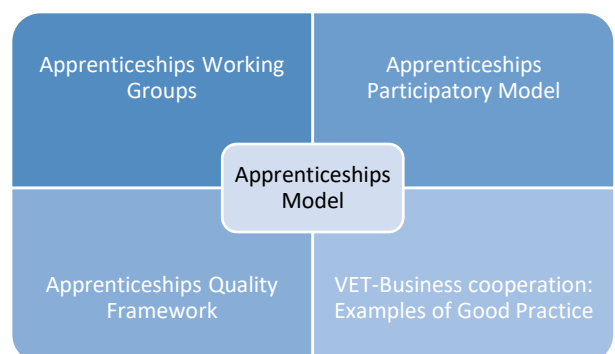 Apprenticeships Working
Groups
Apprenticeships
Participatory Model
Apprenticeships
Model
Apprenticeships Quality
Framework
VET-Business cooperation:
Examples of Good Practice